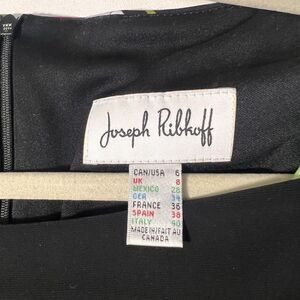 Joseph Ribkoff
CAN/USA 6
UK 8
MEXICO 28
GER 34
FRANCE 36
SPAIN 38
ITALY 40
MADE IN/FAIT AU
CANADA